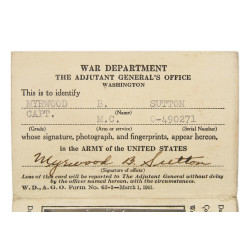 WAR DEPARTMENT
THE ADJUTANT GENERAL'S OFFICE
WASHINGTON
This is to identify
MYRWOOD B. SUTTON
(Name)
CAPT. M.C. O-490271
(Grade) (Arm or service) (Serial Number)
whose signature, photograph, and fingerprints, appear hereon,
in the ARMY OF THE UNITED STATES
Myrwood B. Sutton
(Signature of officer)
Loss of this card will be reported to The Adjutant General without delay
by the officer named hereon, with the circumstances.
W. D., A. G. O. Form No. 65-1—March 1, 1941.